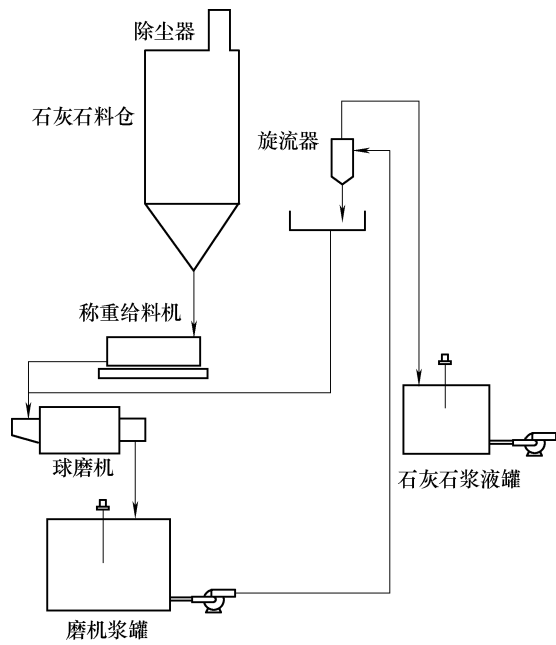 除尘器
石灰石料仓
旋流器
称重给料机
球磨机
石灰石浆液罐
磨机浆罐